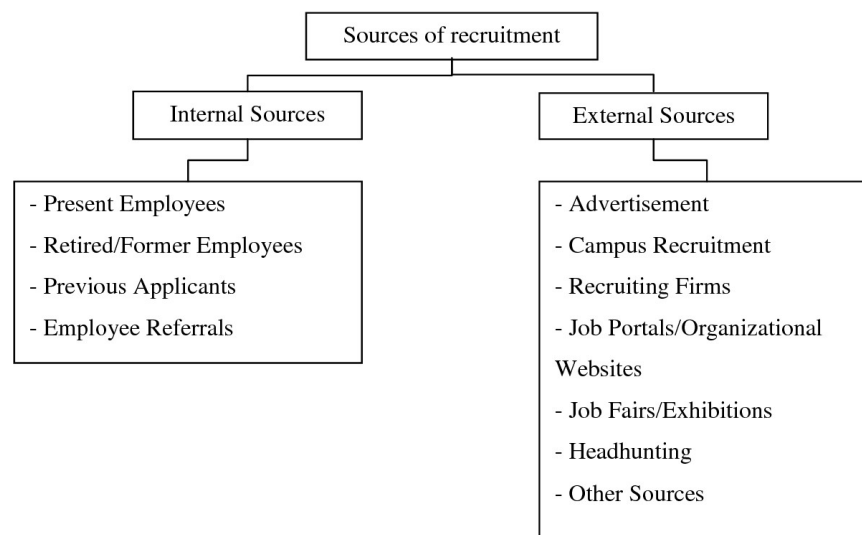 Sources of recruitment
Internal Sources
External Sources
- Present Employees
- Retired/Former Employees
- Previous Applicants
- Employee Referrals
- Advertisement
- Campus Recruitment
- Recruiting Firms
- Job Portals/Organizational
Websites
- Job Fairs/Exhibitions
- Headhunting
- Other Sources